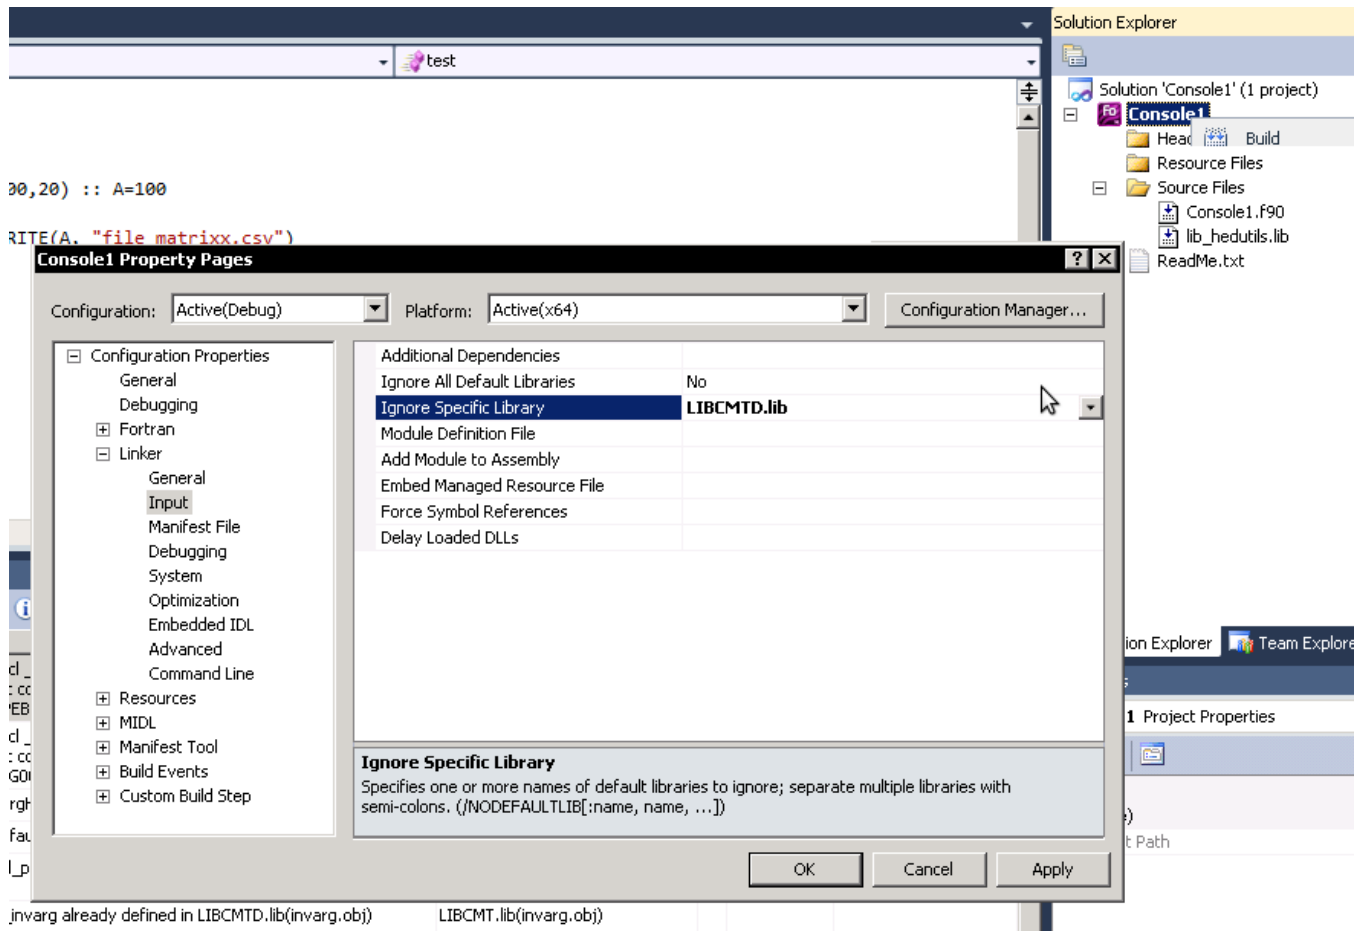 Solution Explorer
test
Solution 'Console1' (1 project)
Console1
Build
Resource Files
00,20) :: A=100
Source Files
Console1.f90
RITE(A, "file_matrixx.csv")
lib_hedutils.lib
Console1 Property Pages
ReadMe.txt
Configuration: Active(Debug) Platform: Active(x64) Configuration Manager...
Configuration Properties
General
Debugging
Fortran
Linker
General
Input
Manifest File
Debugging
System
Optimization
Embedded IDL
Advanced
Command Line
Resources
MIDL
Manifest Tool
Build Events
Custom Build Step
Additional Dependencies
Ignore All Default Libraries No
Ignore Specific Library LIBCMTD.lib
Module Definition File
Add Module to Assembly
Embed Managed Resource File
Force Symbol References
Delay Loaded DLLs
Ignore Specific Library
Specifies one or more names of default libraries to ignore; separate multiple libraries with
semi-colons. (/NODEFAULTLIB[:name, name, ...])
OK Cancel Apply
ion Explorer Team Explore
1 Project Properties
t Path
_invarg already defined in LIBCMTD.lib(invarg.obj) LIBCMT.lib(invarg.obj)